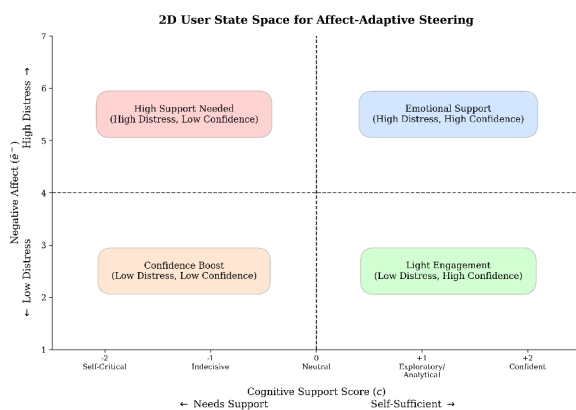 2D User State Space for Affect-Adaptive Steering
7
6
5
4
3
2
1
Negative Affect (ē⁻)
← Low Distress
High Distress →
High Support Needed
(High Distress, Low Confidence)
Emotional Support
(High Distress, High Confidence)
Confidence Boost
(Low Distress, Low Confidence)
Light Engagement
(Low Distress, High Confidence)
-2
Self-Critical
-1
Indecisive
0
Neutral
+1
Exploratory/
Analytical
+2
Confident
Cognitive Support Score (c)
← Needs Support
Self-Sufficient →